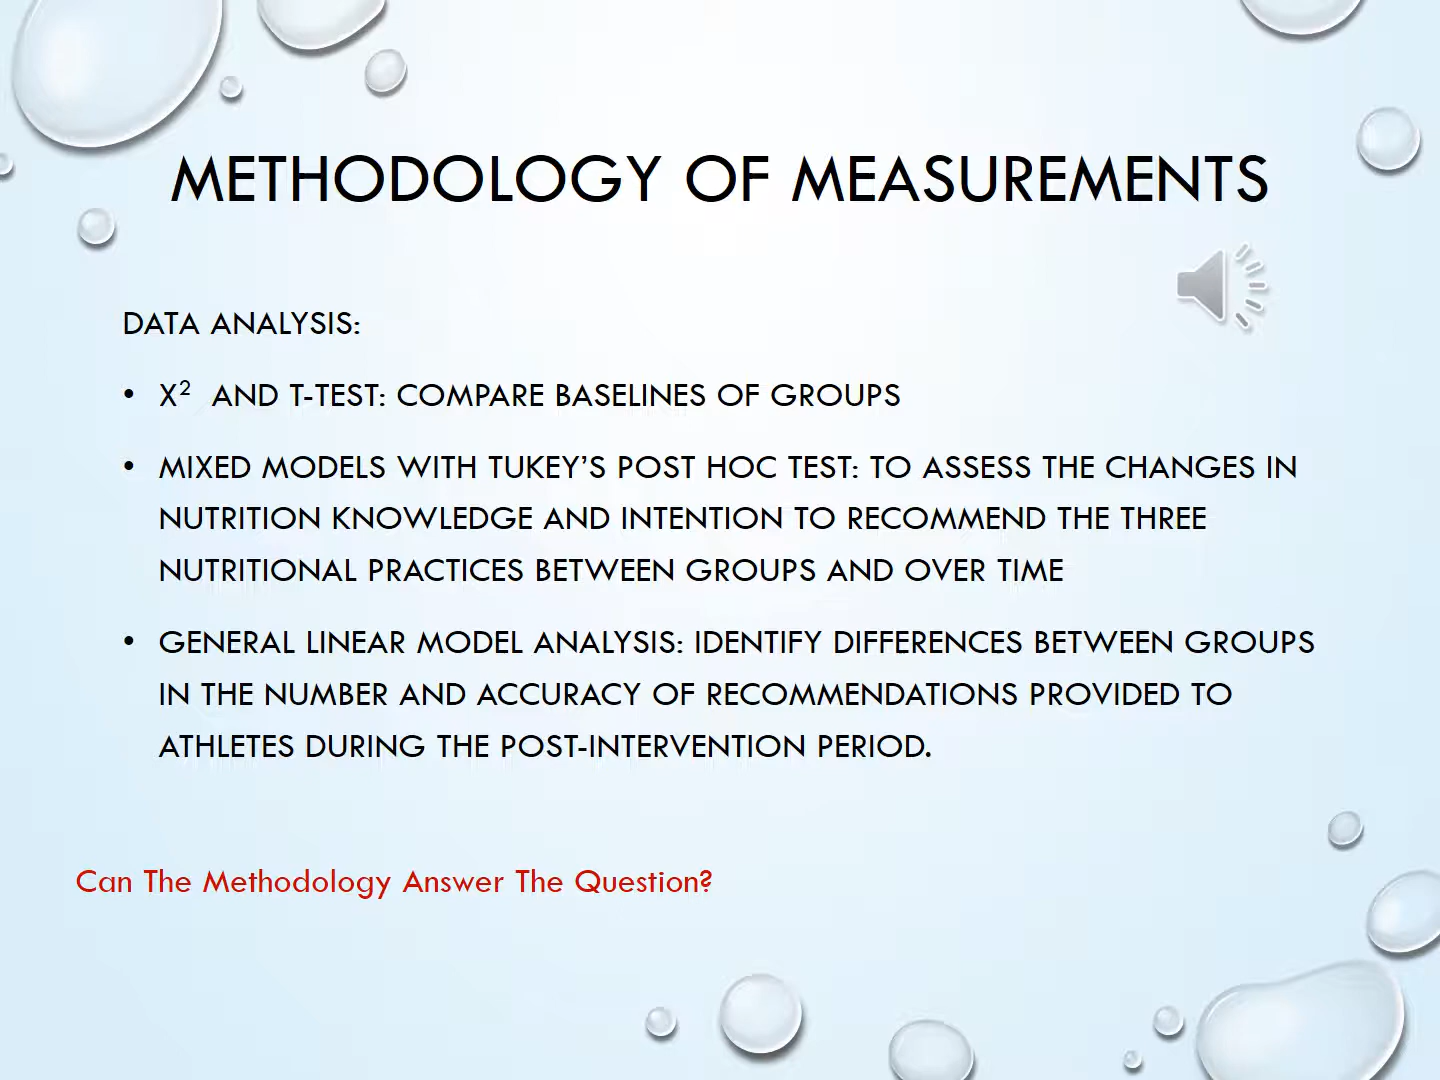 METHODOLOGY OF MEASUREMENTS
DATA ANALYSIS:
• X² AND T-TEST: COMPARE BASELINES OF GROUPS
• MIXED MODELS WITH TUKEY’S POST HOC TEST: TO ASSESS THE CHANGES IN
NUTRITION KNOWLEDGE AND INTENTION TO RECOMMEND THE THREE
NUTRITIONAL PRACTICES BETWEEN GROUPS AND OVER TIME
• GENERAL LINEAR MODEL ANALYSIS: IDENTIFY DIFFERENCES BETWEEN GROUPS
IN THE NUMBER AND ACCURACY OF RECOMMENDATIONS PROVIDED TO
ATHLETES DURING THE POST-INTERVENTION PERIOD.
Can The Methodology Answer The Question?